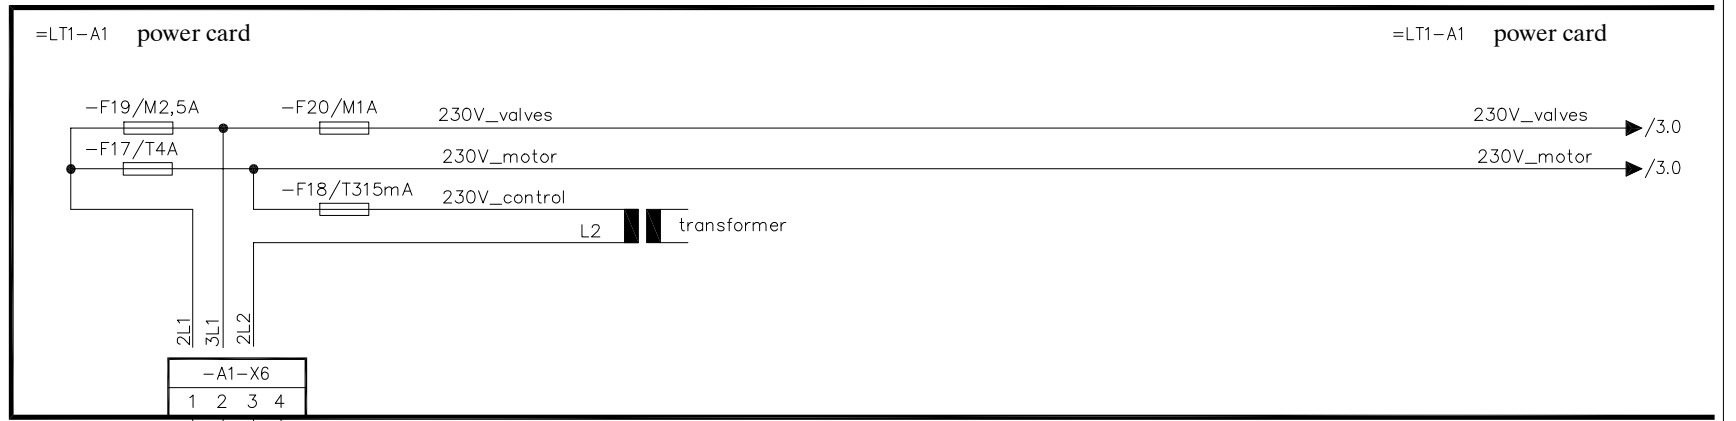 =LT1-A1 power card =LT1-A1 power card
-F19/M2,5A -F20/M1A 230V_valves 230V_valves /3.0
-F17/T4A 230V_motor 230V_motor /3.0
-F18/T315mA 230V_control
L2 transformer
2L1 3L1 2L2
-A1-X6
1 2 3 4